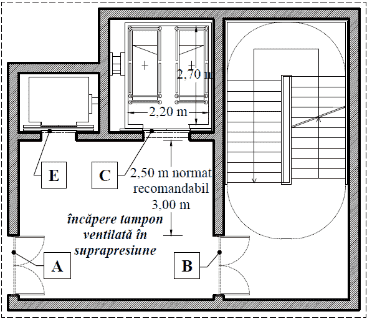 2,70 m
2,20 m
E
C
2,50 m normat
recomandabil
3,00 m
încăpere tampon
ventilată în
suprapresiune
A
B